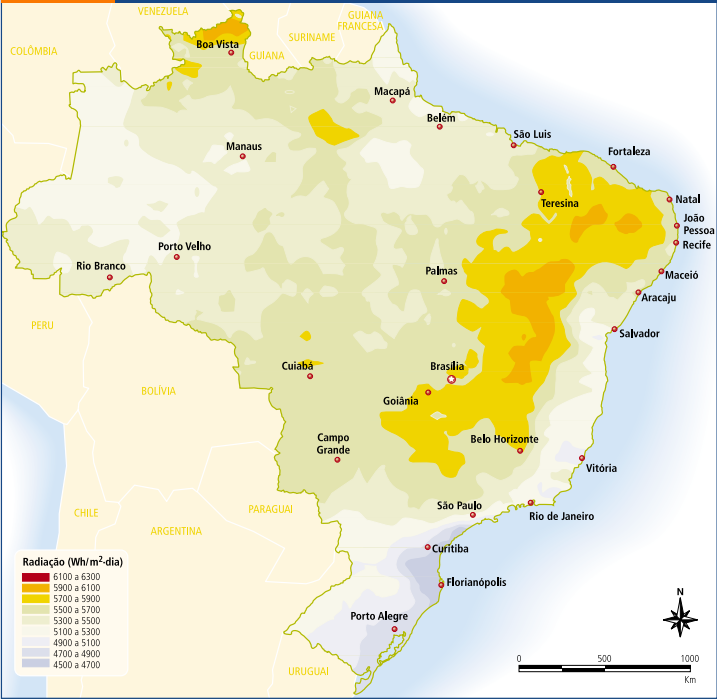 VENEZUELA
GUIANA
FRANCESA
COLÔMBIA
SURINAME
Boa Vista
GUIANA
Macapá
Belém
São Luis
Manaus
Fortaleza
Teresina
Natal
João
Pessoa
Recife
Porto Velho
Rio Branco
Palmas
Maceió
Aracaju
PERU
Salvador
Cuiabá
Brasília
BOLÍVIA
Goiânia
Campo
Grande
Belo Horizonte
Vitória
CHILE
PARAGUAI
São Paulo
Rio de Janeiro
ARGENTINA
Curitiba
Florianópolis
Porto Alegre
URUGUAI
Radiação (Wh/m²-dia)
6100 a 6300
5900 a 6100
5700 a 5900
5500 a 5700
5300 a 5500
5100 a 5300
4900 a 5100
4700 a 4900
4500 a 4700
N
0 500 1000
Km